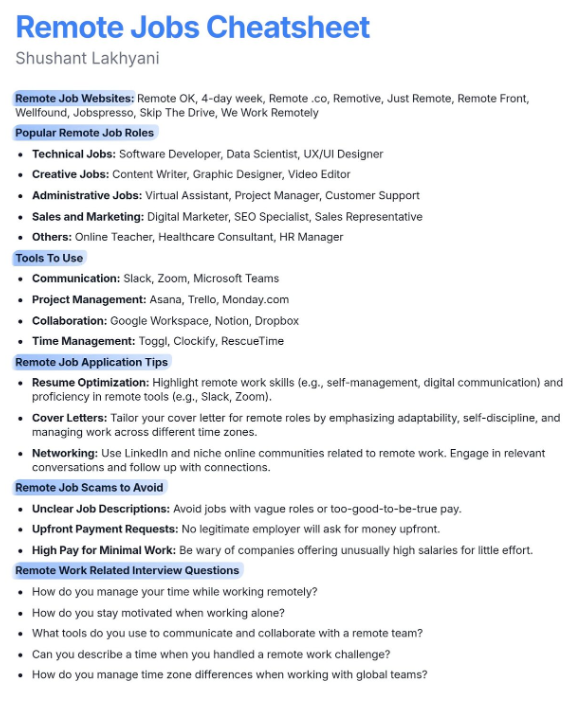 Remote Jobs Cheatsheet
Shushant Lakhyani
Remote Job Websites: Remote OK, 4-day week, Remote .co, Remotive, Just Remote, Remote Front,
Wellfound, Jobspresso, Skip The Drive, We Work Remotely
Popular Remote Job Roles
• Technical Jobs: Software Developer, Data Scientist, UX/UI Designer
• Creative Jobs: Content Writer, Graphic Designer, Video Editor
• Administrative Jobs: Virtual Assistant, Project Manager, Customer Support
• Sales and Marketing: Digital Marketer, SEO Specialist, Sales Representative
• Others: Online Teacher, Healthcare Consultant, HR Manager
Tools To Use
• Communication: Slack, Zoom, Microsoft Teams
• Project Management: Asana, Trello, Monday.com
• Collaboration: Google Workspace, Notion, Dropbox
• Time Management: Toggl, Clockify, RescueTime
Remote Job Application Tips
• Resume Optimization: Highlight remote work skills (e.g., self-management, digital communication) and
proficiency in remote tools (e.g., Slack, Zoom).
• Cover Letters: Tailor your cover letter for remote roles by emphasizing adaptability, self-discipline, and
managing work across different time zones.
• Networking: Use LinkedIn and niche online communities related to remote work. Engage in relevant
conversations and follow up with connections.
Remote Job Scams to Avoid
• Unclear Job Descriptions: Avoid jobs with vague roles or too-good-to-be-true pay.
• Upfront Payment Requests: No legitimate employer will ask for money upfront.
• High Pay for Minimal Work: Be wary of companies offering unusually high salaries for little effort.
Remote Work Related Interview Questions
• How do you manage your time while working remotely?
• How do you stay motivated when working alone?
• What tools do you use to communicate and collaborate with a remote team?
• Can you describe a time when you handled a remote work challenge?
• How do you manage time zone differences when working with global teams?